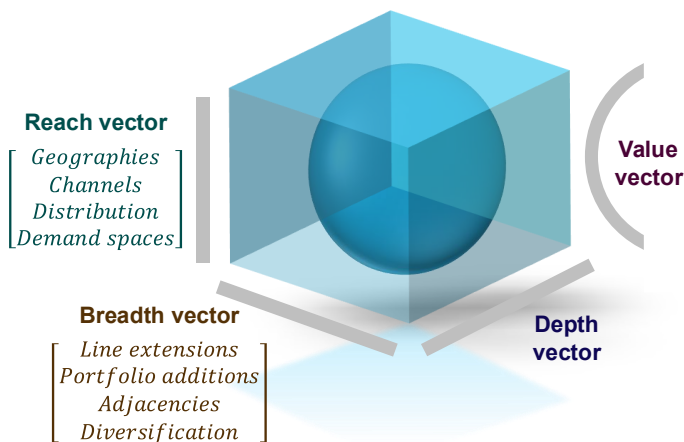 Reach vector
Geographies
Channels
Distribution
Demand spaces
Value
vector
Breadth vector
Line extensions
Portfolio additions
Adjacencies
Diversification
Depth
vector